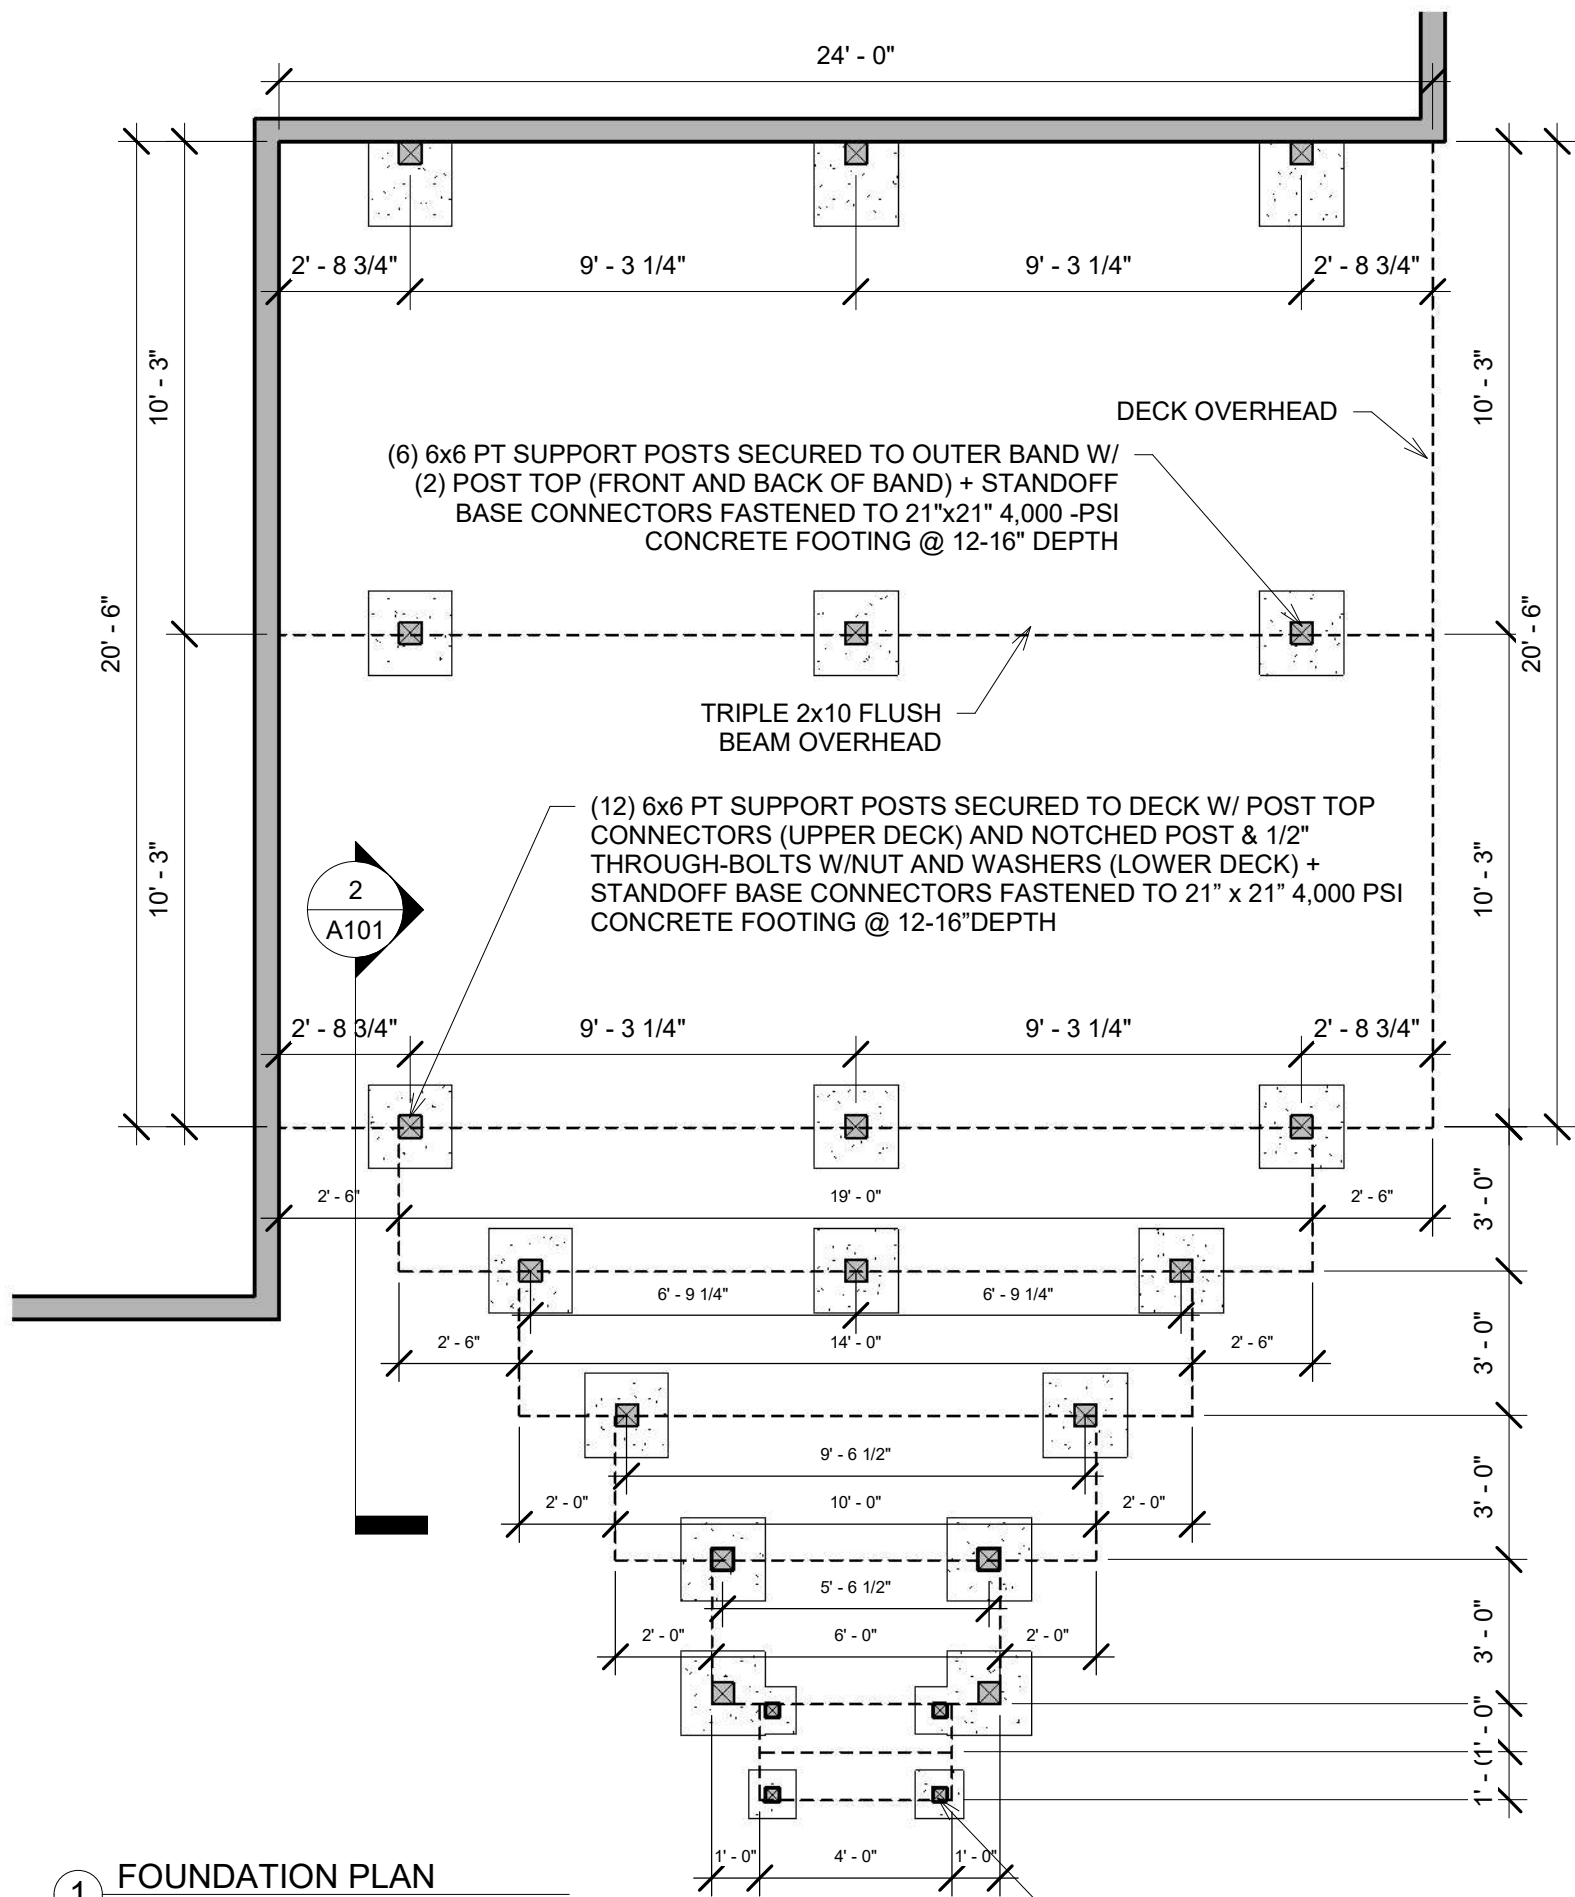 24' - 0"
2' - 8 3/4"
9' - 3 1/4"
9' - 3 1/4"
2' - 8 3/4"
10' - 3"
10' - 3"
DECK OVERHEAD
(6) 6x6 PT SUPPORT POSTS SECURED TO OUTER BAND W/
(2) POST TOP (FRONT AND BACK OF BAND) + STANDOFF
BASE CONNECTORS FASTENED TO 21"x21" 4,000 -PSI
CONCRETE FOOTING @ 12-16" DEPTH
20' - 6"
20' - 6"
TRIPLE 2x10 FLUSH
BEAM OVERHEAD
(12) 6x6 PT SUPPORT POSTS SECURED TO DECK W/ POST TOP
CONNECTORS (UPPER DECK) AND NOTCHED POST & 1/2"
THROUGH-BOLTS W/NUT AND WASHERS (LOWER DECK) +
STANDOFF BASE CONNECTORS FASTENED TO 21” x 21” 4,000 PSI
CONCRETE FOOTING @ 12-16”DEPTH
10' - 3"
10' - 3"
2
A101
2' - 8 3/4"
9' - 3 1/4"
9' - 3 1/4"
2' - 8 3/4"
2' - 6"
19' - 0"
2' - 6"
3' - 0"
6' - 9 1/4"
6' - 9 1/4"
2' - 6"
14' - 0"
2' - 6"
3' - 0"
9' - 6 1/2"
2' - 0"
10' - 0"
2' - 0"
3' - 0"
5' - 6 1/2"
2' - 0"
6' - 0"
2' - 0"
3' - 0"
1' - 0"
1' - 
1' - 0"
4' - 0"
1' - 0"
1
FOUNDATION PLAN